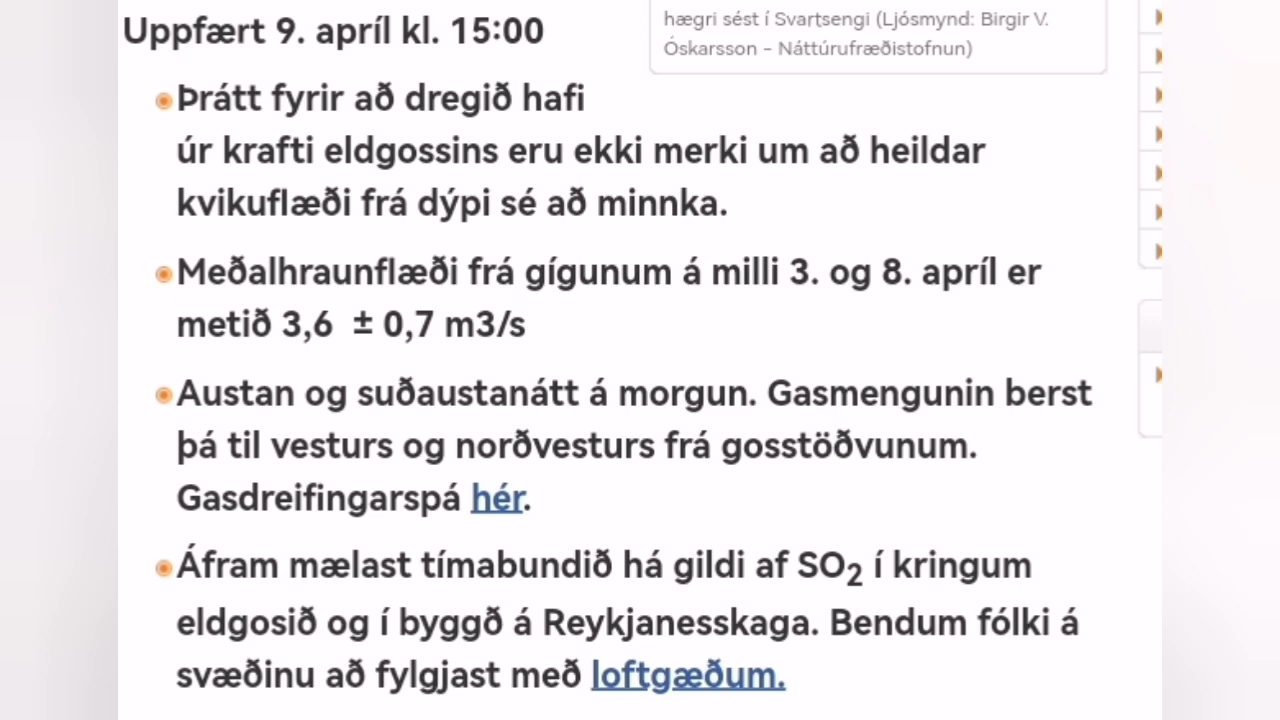 Uppfært 9. apríl kl. 15:00
hægri sést í Svartsengi (Ljósmynd: Birgir V.
Óskarsson - Náttúrufræðistofnun)
Þrátt fyrir að dregið hafi
úr krafti eldgossins eru ekki merki um að heildar
kvikuflæði frá dýpi sé að minnka.
Meðalhraunflæði frá gígunum á milli 3. og 8. apríl er
metið 3,6 ± 0,7 m3/s
Austan og suðaustanátt á morgun. Gasmengunin berst
þá til vesturs og norðvesturs frá gosstöðvunum.
Gasdreifingarspá hér.
Áfram mælast tímabundið há gildi af SO₂ í kringum
eldgosið og í byggð á Reykjanesskaga. Bendum fólki á
svæðinu að fylgjast með loftgæðum.